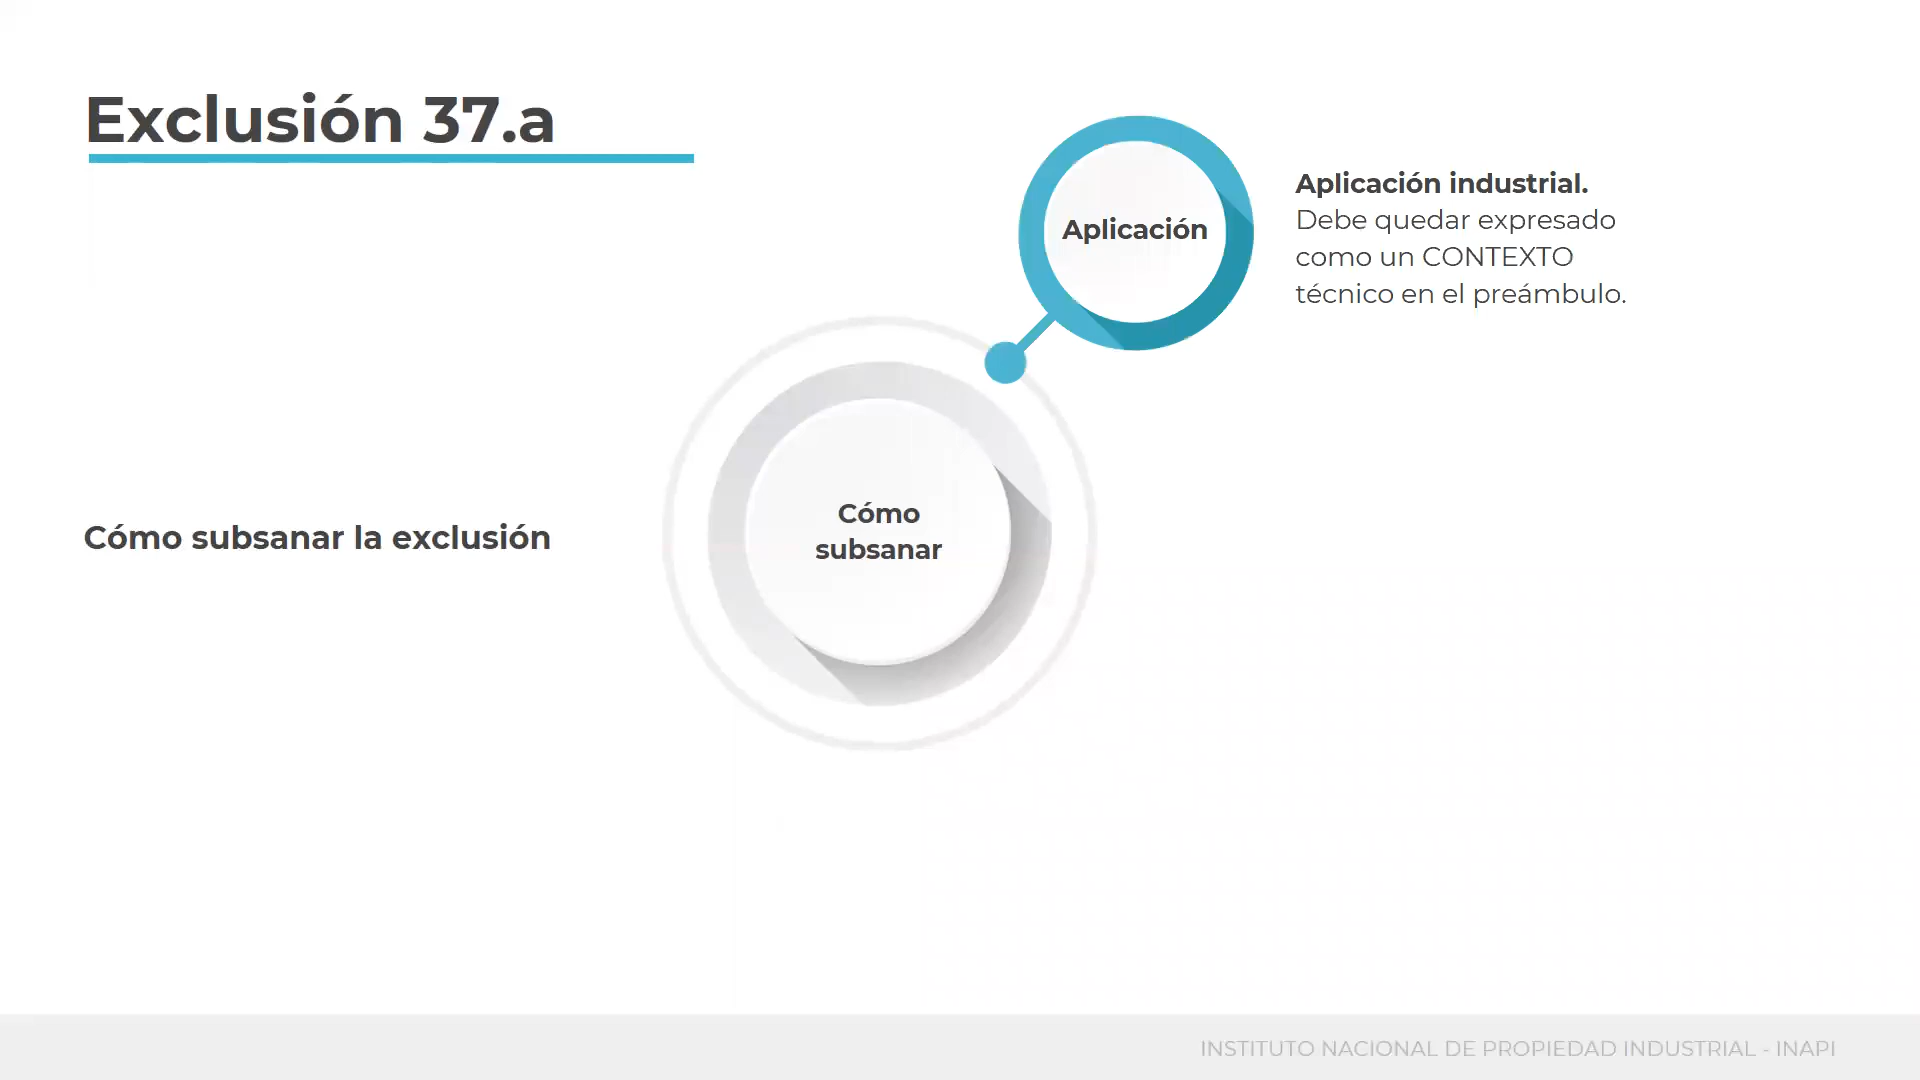 Exclusión 37.a
Aplicación
Aplicación industrial.
Debe quedar expresado
como un CONTEXTO
técnico en el preámbulo.
Cómo subsanar la exclusión
Cómo
subsanar
INSTITUTO NACIONAL DE PROPIEDAD INDUSTRIAL - INAPI